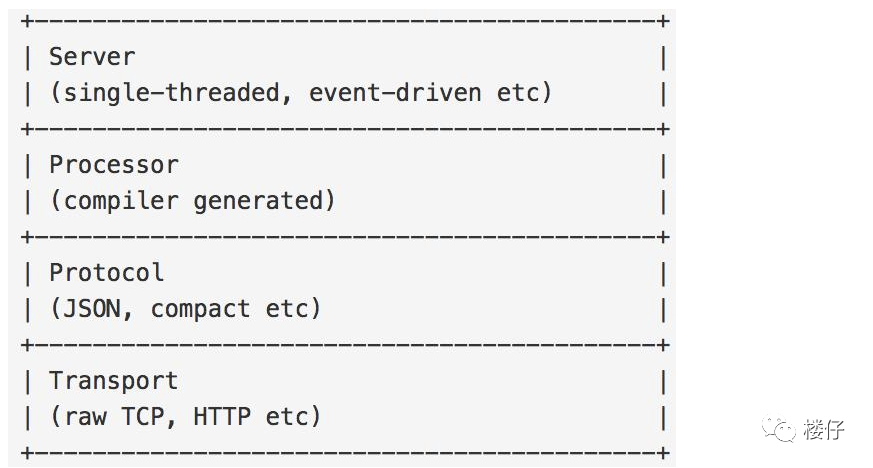 +-------------------------------------------+
| Server                                    |
| (single-threaded, event-driven etc)       |
+-------------------------------------------+
| Processor                                 |
| (compiler generated)                      |
+-------------------------------------------+
| Protocol                                  |
| (JSON, compact etc)                       |
+-------------------------------------------+
| Transport                                 |
| (raw TCP, HTTP etc)                       |
+-------------------------------------------+
楼仔